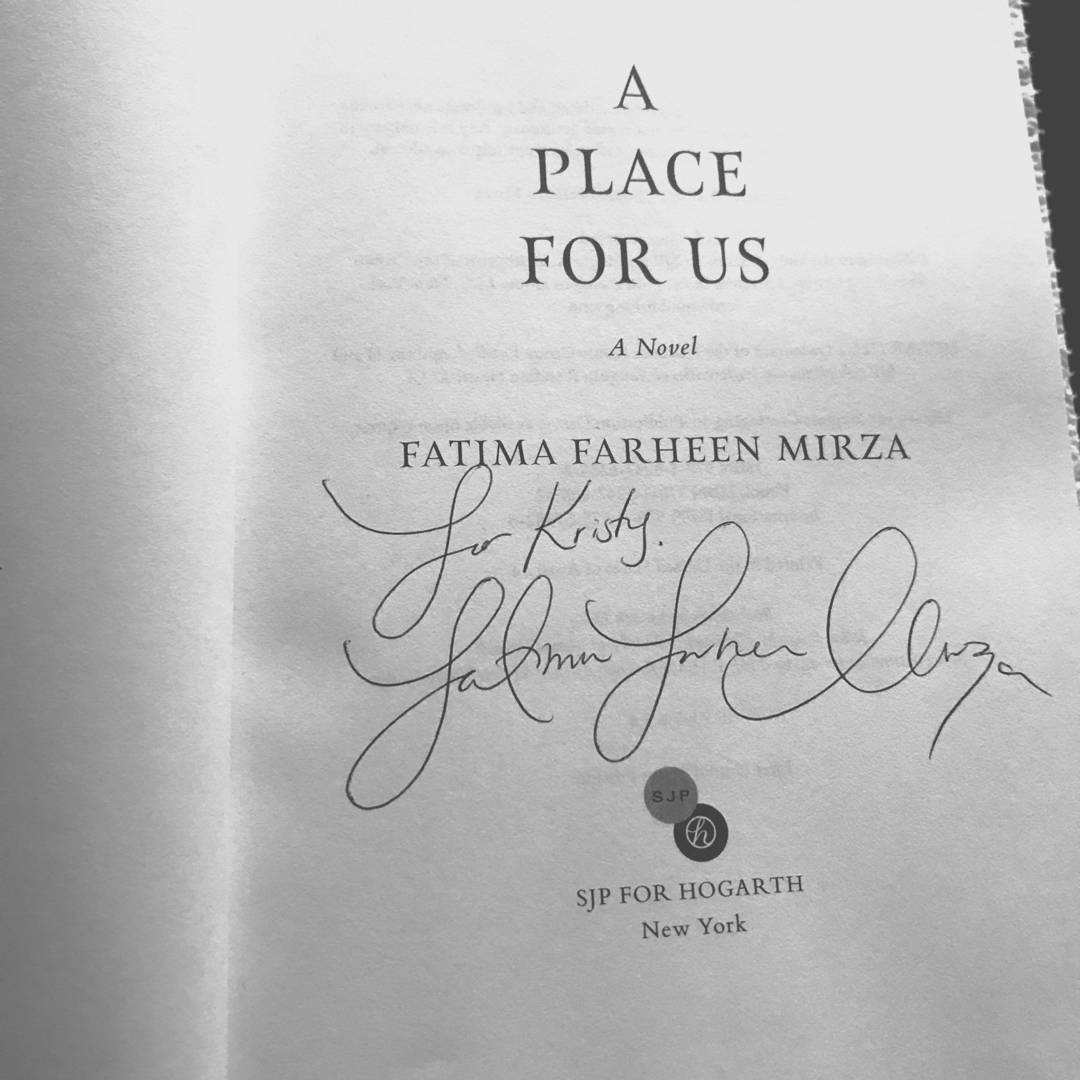 A
PLACE
FOR US
A Novel
FATIMA FARHEEN MIRZA
For Kristy.
Fatima Farheen Mirza
SJP
h
SJP FOR HOGARTH
New York